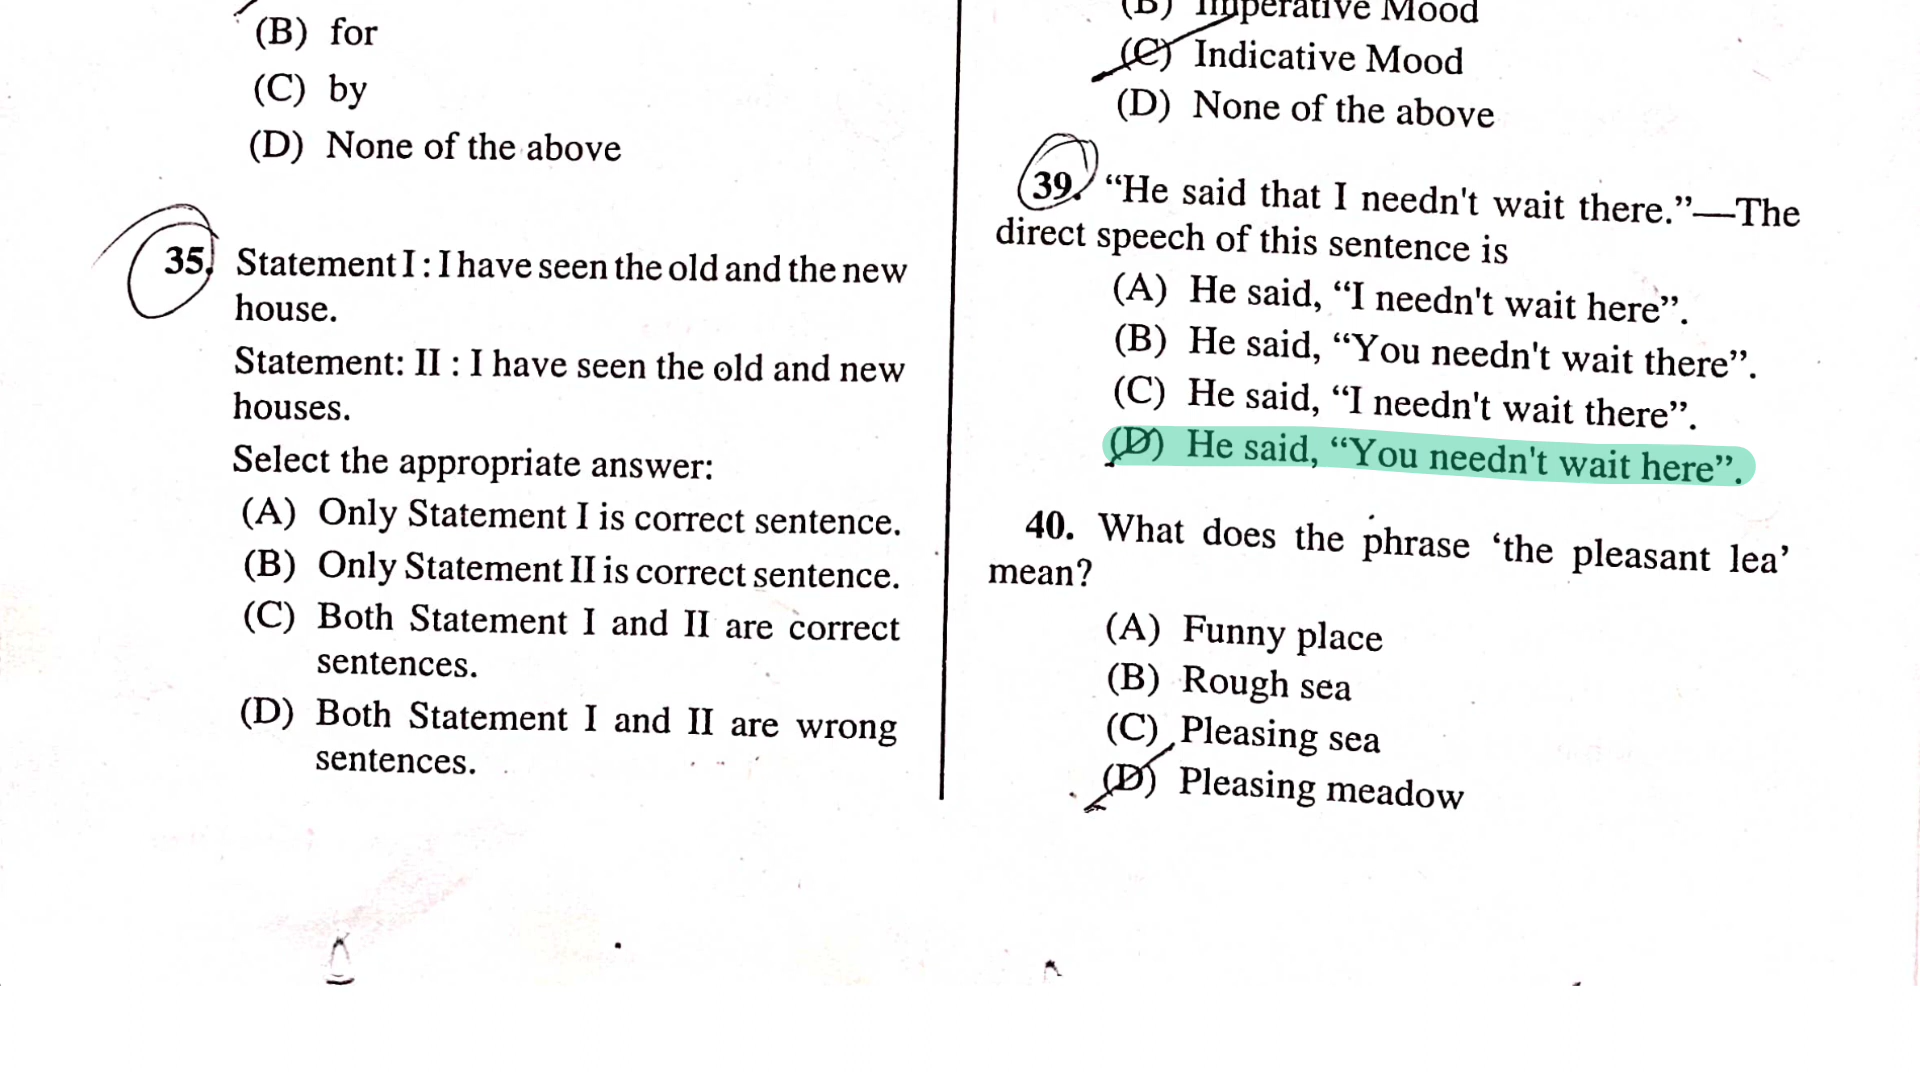 (B) for
(C) by
(D) None of the above
35. Statement I : I have seen the old and the new
house.
Statement: II : I have seen the old and new
houses.
Select the appropriate answer:
(A) Only Statement I is correct sentence.
(B) Only Statement II is correct sentence.
(C) Both Statement I and II are correct
sentences.
(D) Both Statement I and II are wrong
sentences.
(B) Imperative Mood
(C) Indicative Mood
(D) None of the above
39. “He said that I needn't wait there.”—The
direct speech of this sentence is
(A) He said, “I needn't wait here”.
(B) He said, “You needn't wait there”.
(C) He said, “I needn't wait there”.
(D) He said, “You needn't wait here”.
40. What does the phrase ‘the pleasant lea’
mean?
(A) Funny place
(B) Rough sea
(C) Pleasing sea
(D) Pleasing meadow